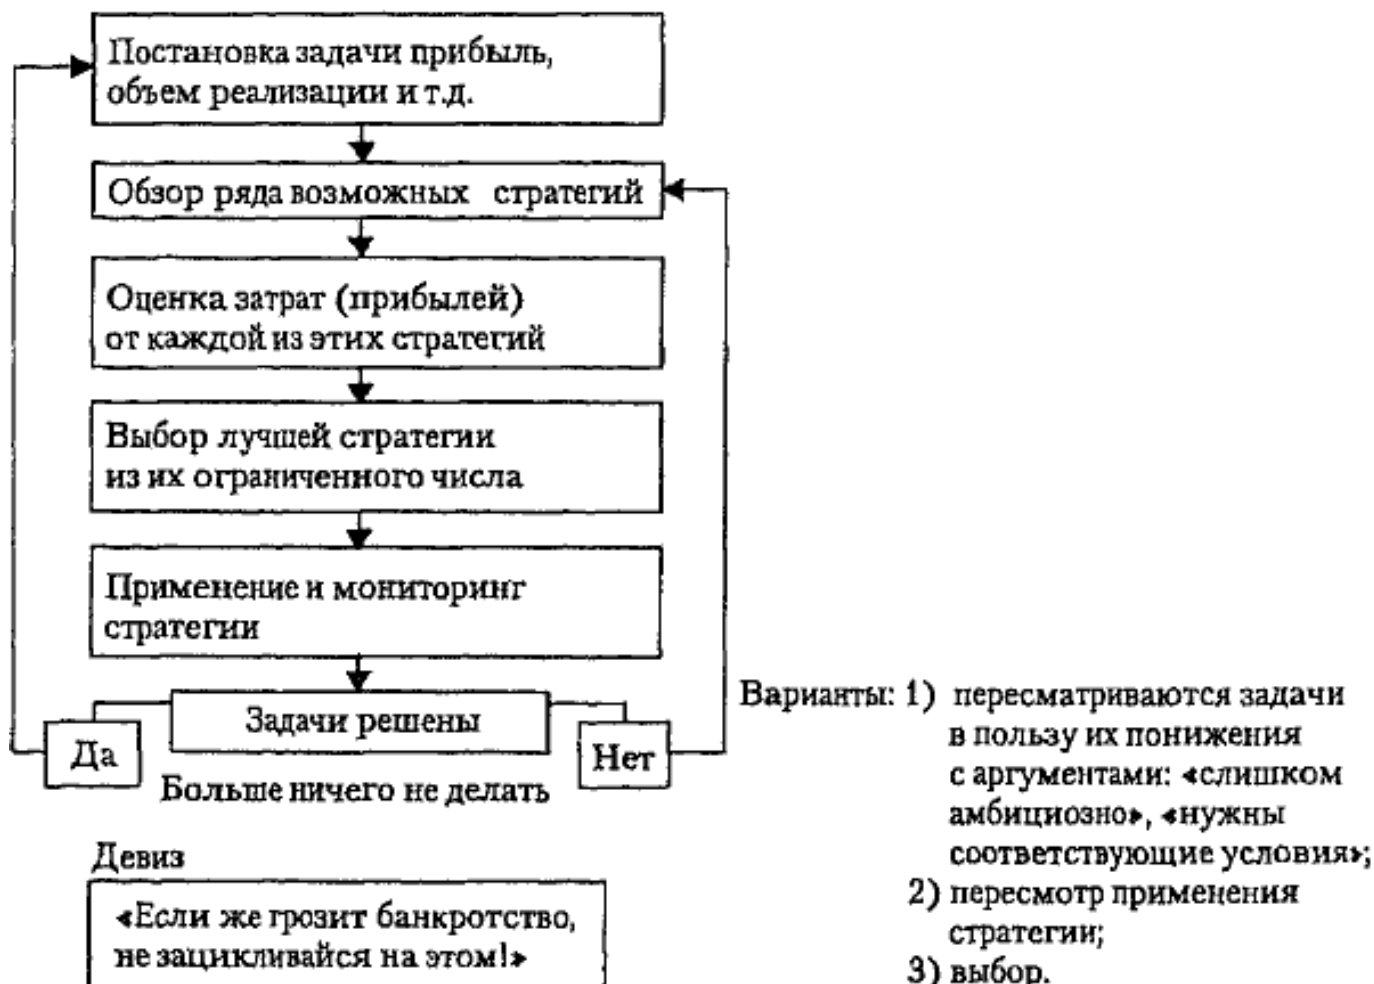 Постановка задачи прибыль,
объем реализации и т.д.
Обзор ряда возможных стратегий
Оценка затрат (прибылей)
от каждой из этих стратегий
Выбор лучшей стратегии
из их ограниченного числа
Применение и мониторинг
стратегии
Задачи решены
Да
Нет
Больше ничего не делать
Варианты: 1) пересматриваются задачи
в пользу их понижения
с аргументами: «слишком
амбициозно», «нужны
соответствующие условия»;
2) пересмотр применения
стратегии;
3) выбор.
Девиз
«Если же грозит банкротство,
не зацикливайся на этом!»